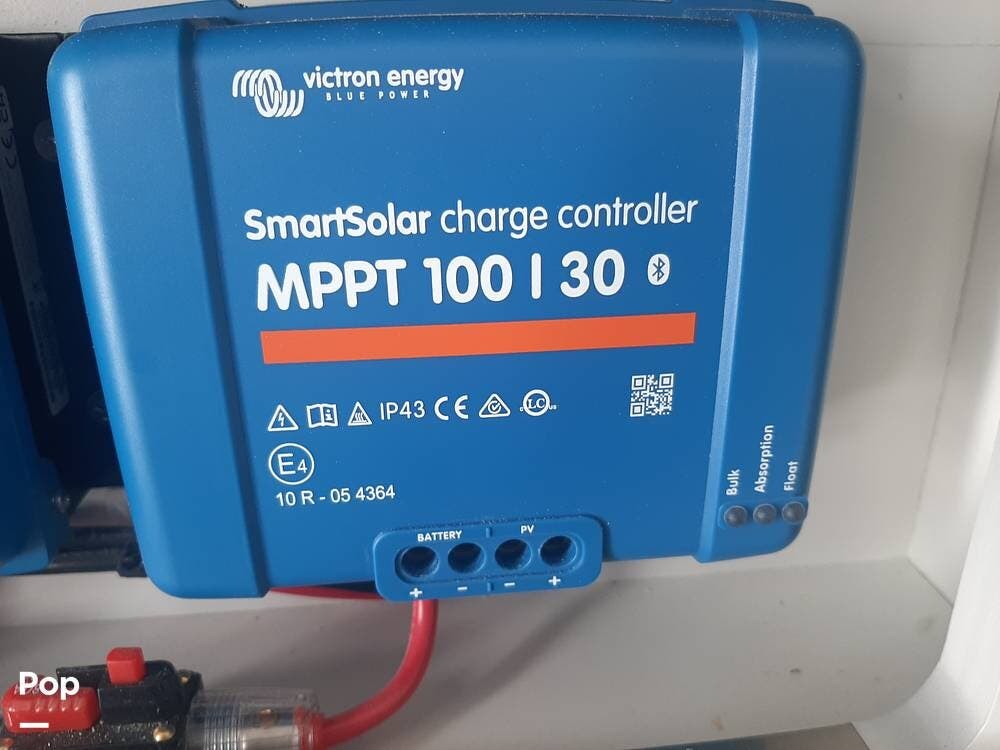 victron energy
BLUE POWER
SmartSolar charge controller
MPPT 100 | 30
IP43 CE
cLCus
E4
10 R - 05 4364
Bulk
Absorption
Float
BATTERY PV
+ − − +
Pop